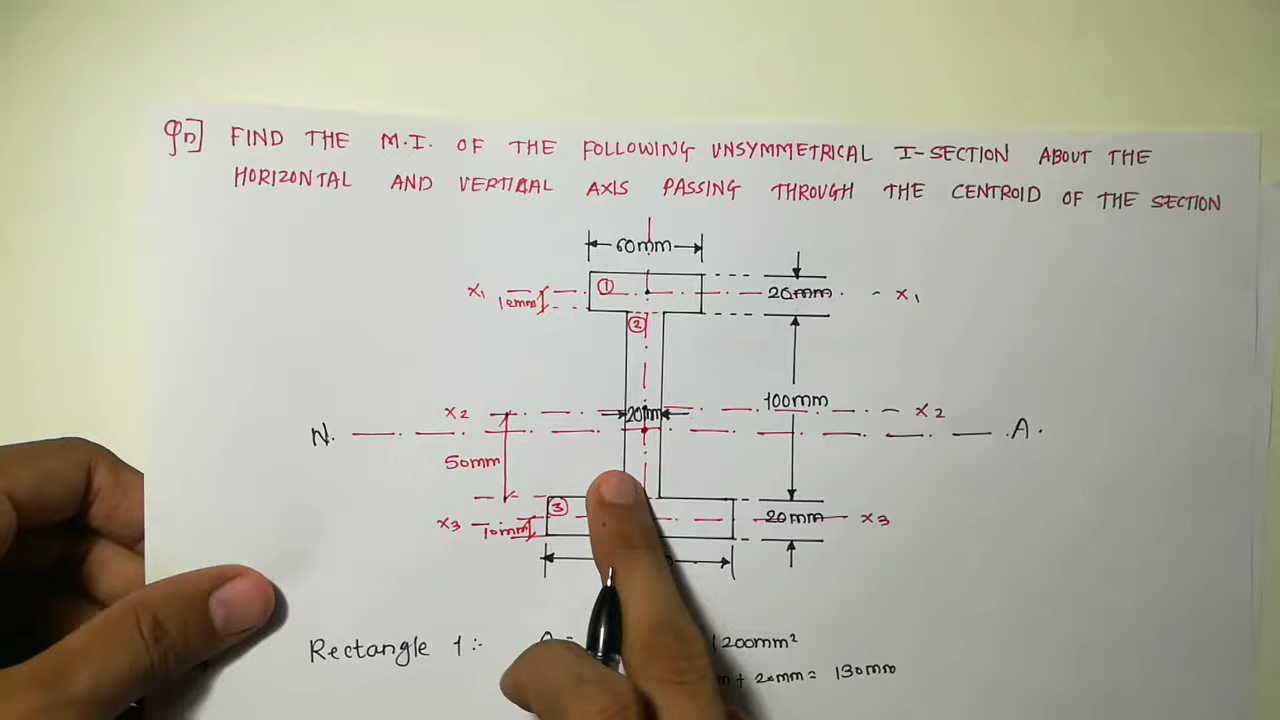 Qn] FIND THE M.I. OF THE FOLLOWING UNSYMMETRICAL I-SECTION ABOUT THE
HORIZONTAL AND VERTICAL AXIS PASSING THROUGH THE CENTROID OF THE SECTION
60mm
x₁ 10mm ① 20mm x₁
②
x₂ 20mm 100mm x₂
N. A.
50mm
③
x₃ 10mm 20mm x₃
Rectangle 1:- 1200mm²
+ 20mm = 130mm